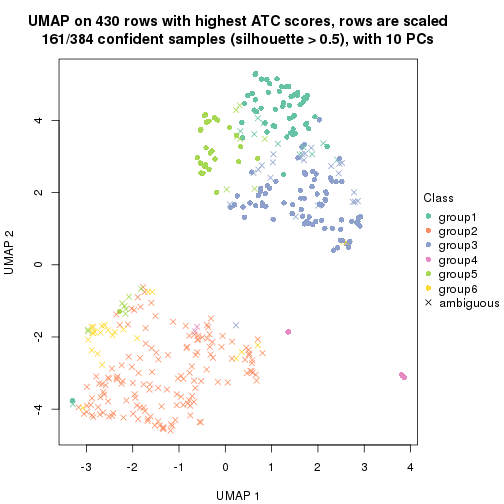 UMAP on 430 rows with highest ATC scores, rows are scaled
161/384 confident samples (silhouette > 0.5), with 10 PCs
4
2
0
-2
-4
UMAP 2
-3
-2
-1
0
1
2
3
4
UMAP 1
Class
group1
group2
group3
group4
group5
group6
ambiguous